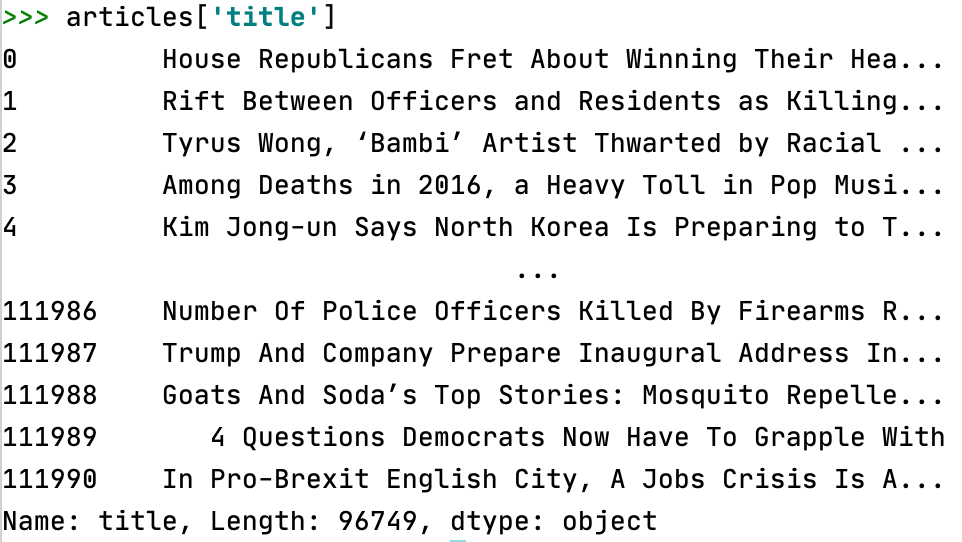 >>> articles['title']
0         House Republicans Fret About Winning Their Hea...
1         Rift Between Officers and Residents as Killing...
2         Tyrus Wong, ‘Bambi’ Artist Thwarted by Racial ...
3         Among Deaths in 2016, a Heavy Toll in Pop Musi...
4         Kim Jong-un Says North Korea Is Preparing to T...
                                ...
111986    Number Of Police Officers Killed By Firearms R...
111987    Trump And Company Prepare Inaugural Address In...
111988    Goats And Soda’s Top Stories: Mosquito Repelle...
111989       4 Questions Democrats Now Have To Grapple With
111990    In Pro-Brexit English City, A Jobs Crisis Is A...
Name: title, Length: 96749, dtype: object